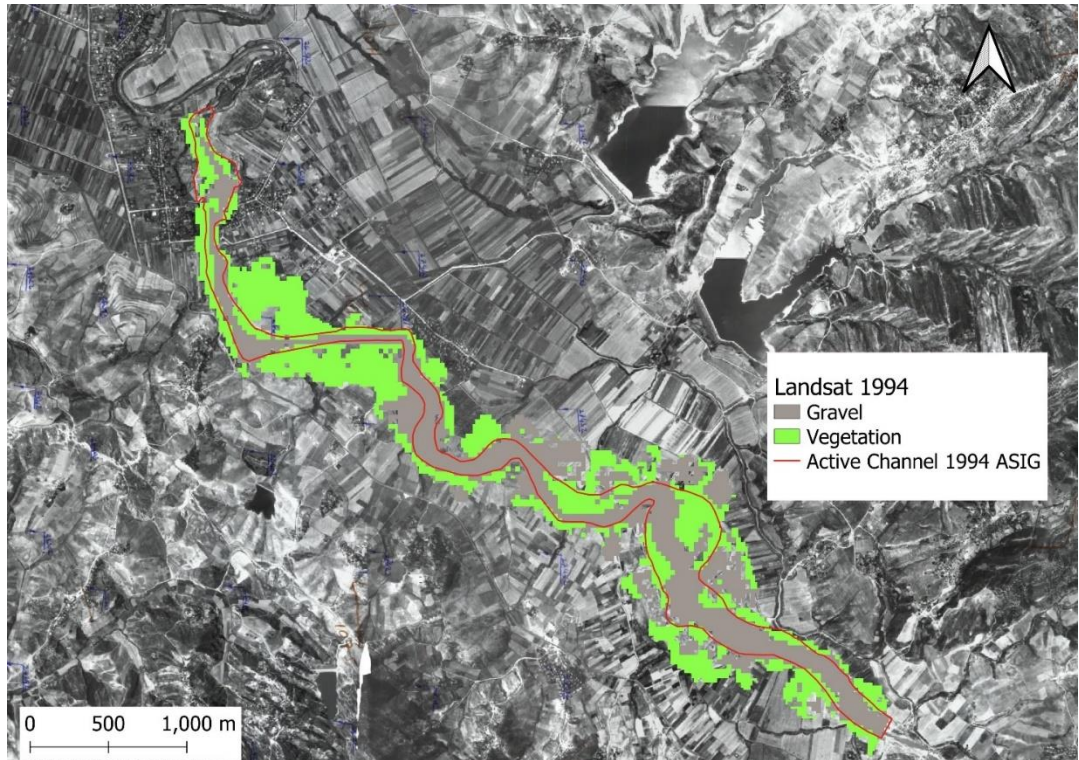 Landsat 1994
Gravel
Vegetation
Active Channel 1994 ASIG
0 500 1,000 m